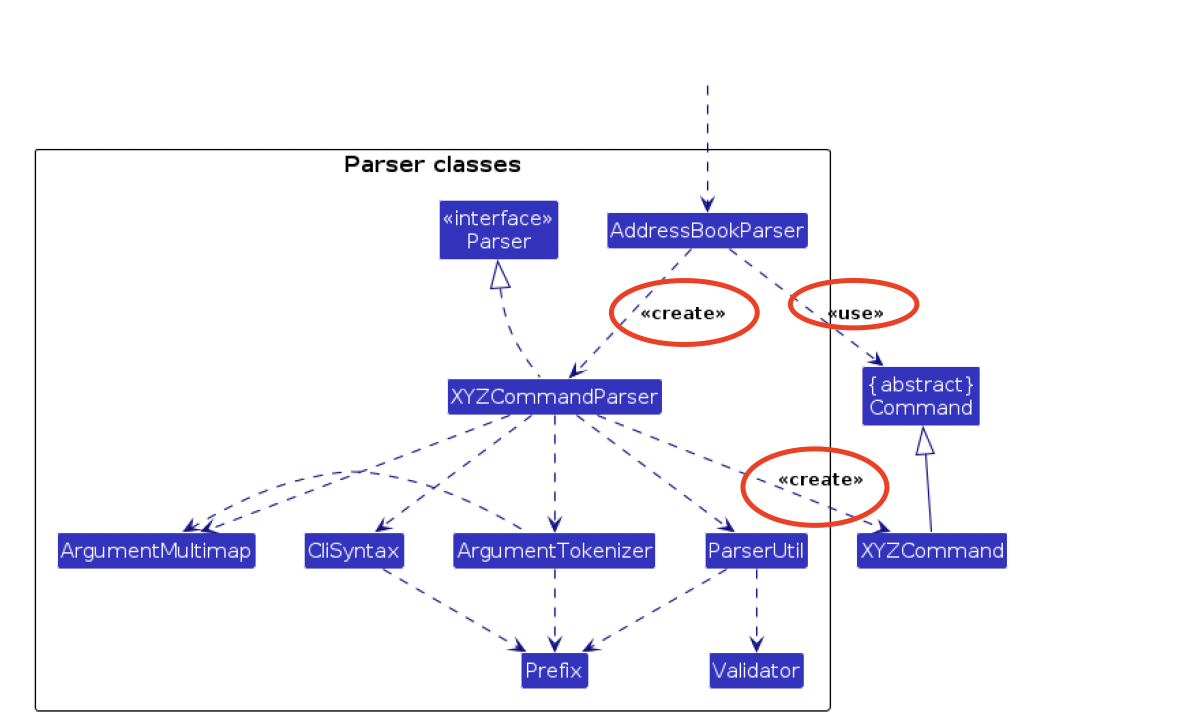 Parser classes
«interface»
Parser
AddressBookParser
«create»
«use»
{abstract}
Command
XYZCommandParser
«create»
ArgumentMultimap
CliSyntax
ArgumentTokenizer
ParserUtil
XYZCommand
Prefix
Validator